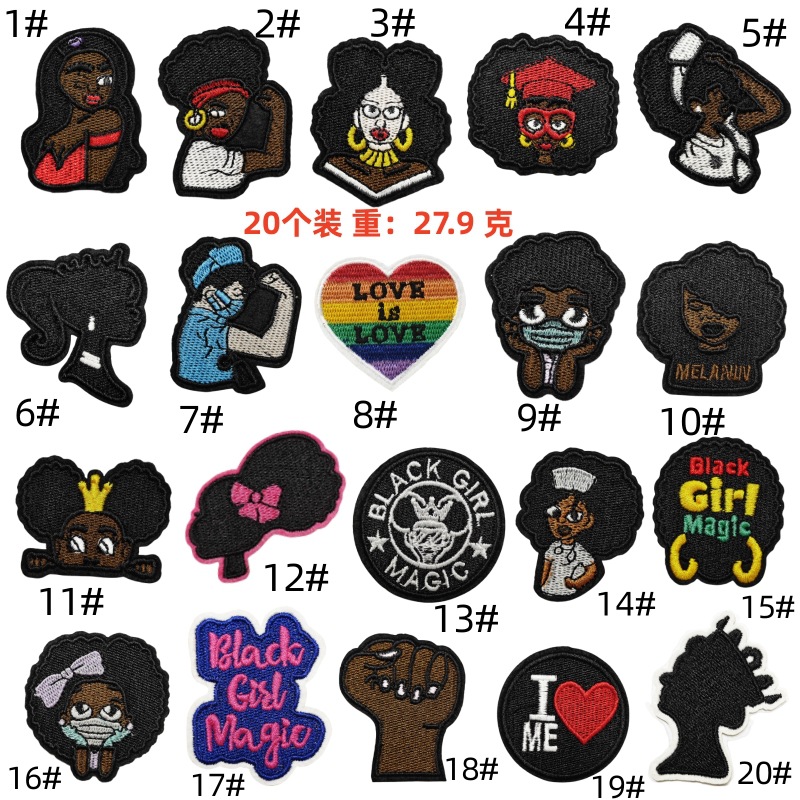 1#
2#
3#
4#
5#
20个装 重：27.9 克
6#
7#
LOVE
is
LOVE
8#
9#
MELANIN
10#
11#
12#
BLACK GIRL
MAGIC
13#
14#
Black
Girl
Magic
15#
16#
Black
Girl
Magic
17#
18#
I
ME
19#
20#